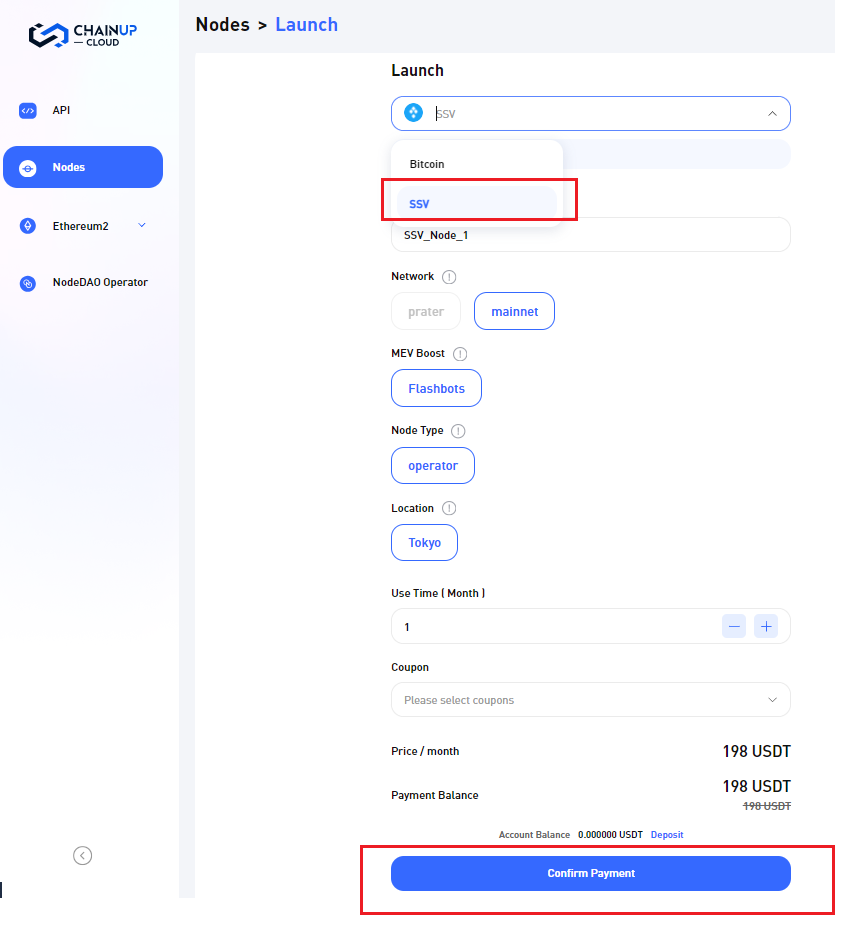 CHAINUP
CLOUD
Nodes > Launch
API
Nodes
Ethereum2
NodeDAO Operator
Launch
SSV
Bitcoin
SSV
SSV_Node_1
Network
prater
mainnet
MEV Boost
Flashbots
Node Type
operator
Location
Tokyo
Use Time ( Month )
1
Coupon
Please select coupons
Price / month 198 USDT
Payment Balance 198 USDT
198 USDT
Account Balance 0.000000 USDT Deposit
Confirm Payment